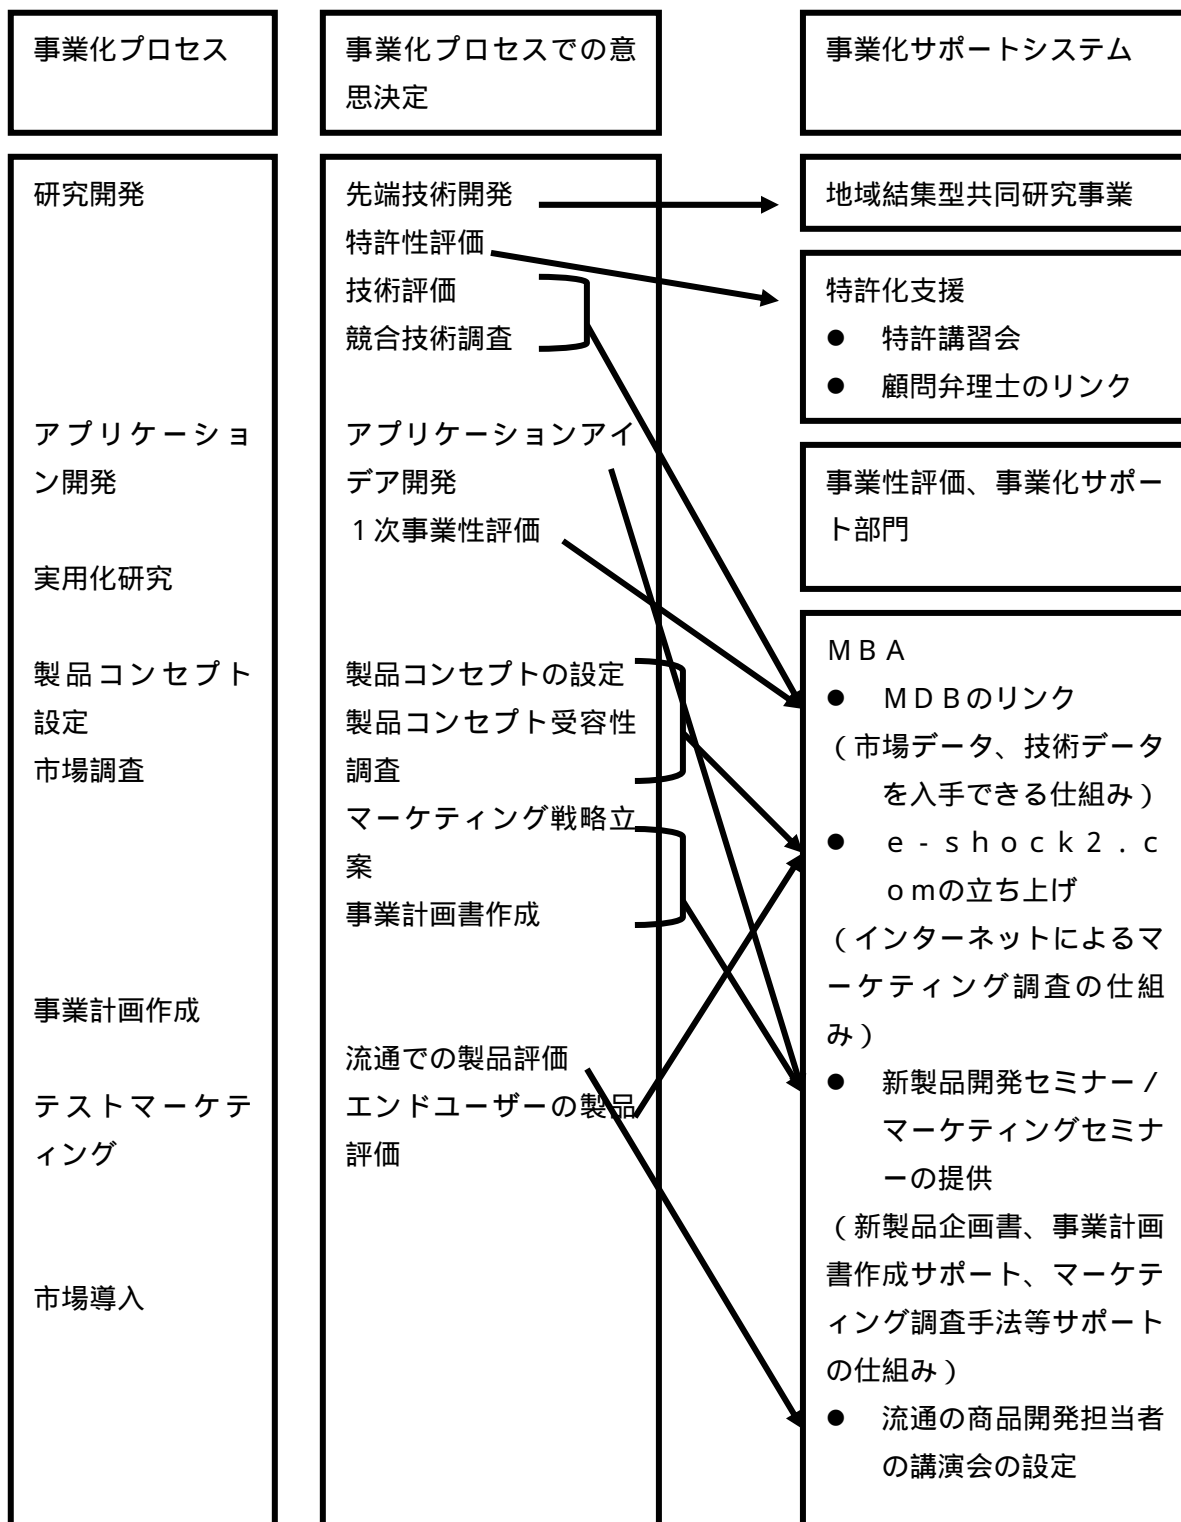 事業化プロセス
事業化プロセスでの意
思決定
事業化サポートシステム
研究開発
アプリケーショ
ン開発
実用化研究
製品コンセプト
設定
市場調査
事業計画作成
テストマーケテ
ィング
市場導入
先端技術開発
特許性評価
技術評価
競合技術調査
アプリケーションアイ
デア開発
１次事業性評価
製品コンセプトの設定
製品コンセプト受容性
調査
マーケティング戦略立
案
事業計画書作成
流通での製品評価
エンドユーザーの製品
評価
地域結集型共同研究事業
特許化支援
● 特許講習会
● 顧問弁理士のリンク
事業性評価、事業化サポー
ト部門
ＭＢＡ
● ＭＤＢのリンク
（市場データ、技術データ
を入手できる仕組み）
● ｅ‐ｓｈｏｃｋ２．ｃ
ｏｍの立ち上げ
（インターネットによるマ
ーケティング調査の仕組
み）
● 新製品開発セミナー／
マーケティングセミナ
ーの提供
（新製品企画書、事業計画
書作成サポート、マーケテ
ィング調査手法等サポート
の仕組み）
● 流通の商品開発担当者
の講演会の設定